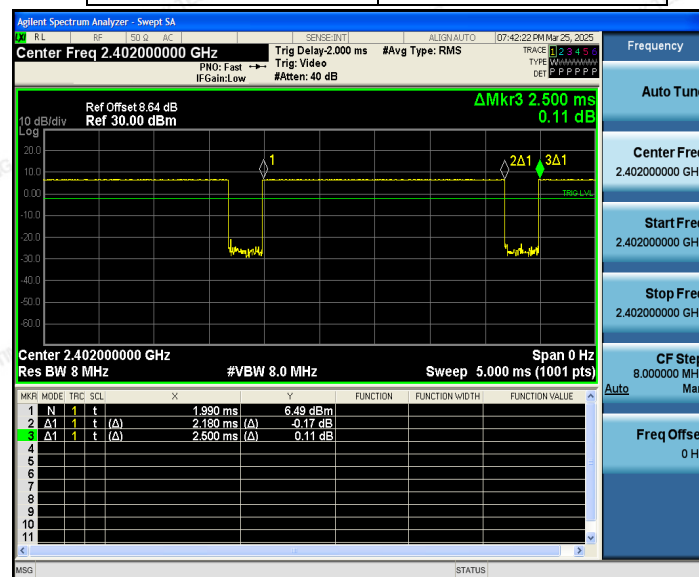 Agilent Spectrum Analyzer - Swept SA
LXI RL RF 50 Ω AC SENSE:INT ALIGNAUTO 07:42:22 PM Mar 25, 2025
Center Freq 2.402000000 GHz
PNO: Fast
IFGain:Low
Trig Delay-2.000 ms
Trig: Video
#Atten: 40 dB
#Avg Type: RMS
TRACE 1 2 3 4 5 6
TYPE WWWWWW
DET P P P P P P
Ref Offset 8.64 dB
10 dB/div Ref 30.00 dBm
Log
ΔMkr3 2.500 ms
0.11 dB
20.0
10.0
0.00
-10.0
-20.0
-30.0
-40.0
-50.0
-60.0
1
2Δ1
3Δ1
TRIG LVL
Center 2.402000000 GHz Span 0 Hz
Res BW 8 MHz #VBW 8.0 MHz Sweep 5.000 ms (1001 pts)
MKR MODE TRC SCL X Y FUNCTION FUNCTION WIDTH FUNCTION VALUE
1 N 1 t 1.990 ms 6.49 dBm
2 Δ1 1 t (Δ) 2.180 ms (Δ) -0.17 dB
3 Δ1 1 t (Δ) 2.500 ms (Δ) 0.11 dB
4
5
6
7
8
9
10
11
MSG STATUS
Frequency
Auto Tun
Center Fre
2.402000000 GH
Start Fre
2.402000000 GH
Stop Fre
2.402000000 GH
CF Step
8.000000 MH
Auto Ma
Freq Offse
0 H